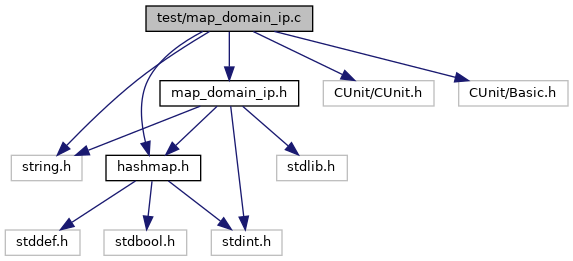 test/map_domain_ip.c
map_domain_ip.h
CUnit/CUnit.h
CUnit/Basic.h
string.h
hashmap.h
stdlib.h
stddef.h
stdbool.h
stdint.h